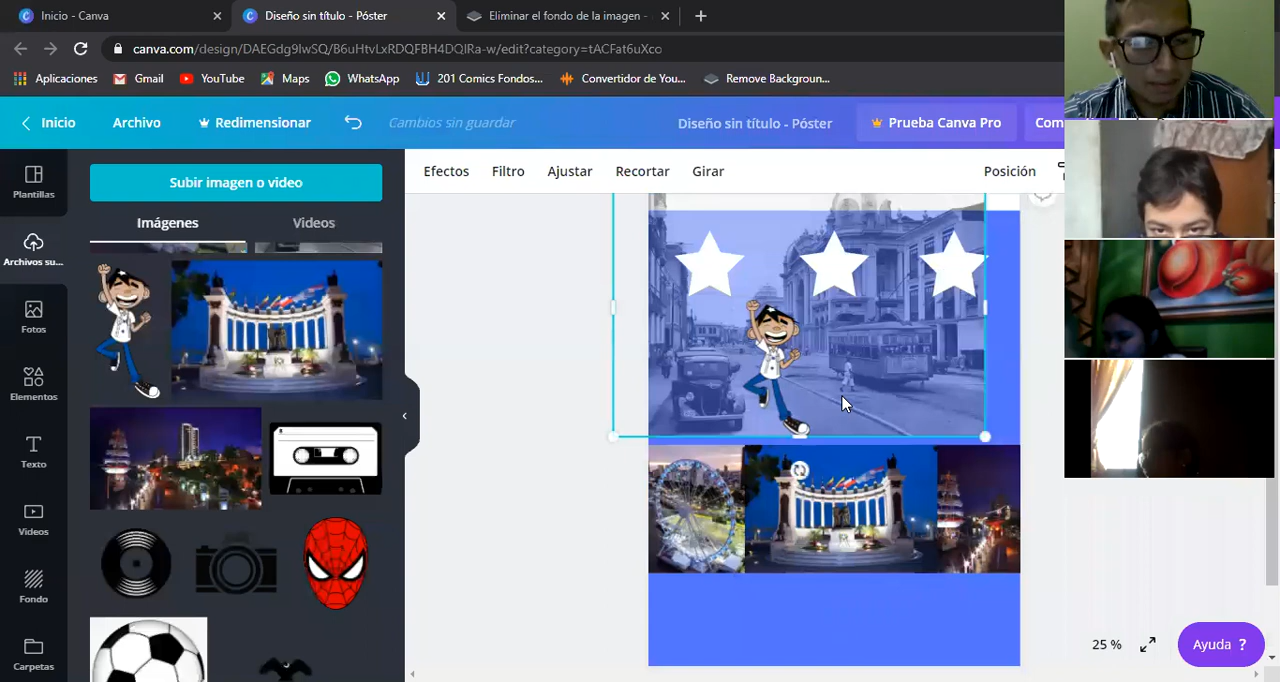 Inicio - Canva
Diseño sin título - Póster
Eliminar el fondo de la imagen -
canva.com/design/DAEGdg9IwSQ/B6uHtvLxRDQFBH4DQIRa-w/edit?category=tACFat6uXco
Aplicaciones
Gmail
YouTube
Maps
WhatsApp
201 Comics Fondos...
Convertidor de You...
Remove Backgroun...
Inicio
Archivo
Redimensionar
Cambios sin guardar
Diseño sin título - Póster
Prueba Canva Pro
Com
Plantillas
Archivos su...
Fotos
Elementos
Texto
Videos
Fondo
Carpetas
Subir imagen o video
Imágenes
Videos
Efectos
Filtro
Ajustar
Recortar
Girar
Posición
25 %
Ayuda ?